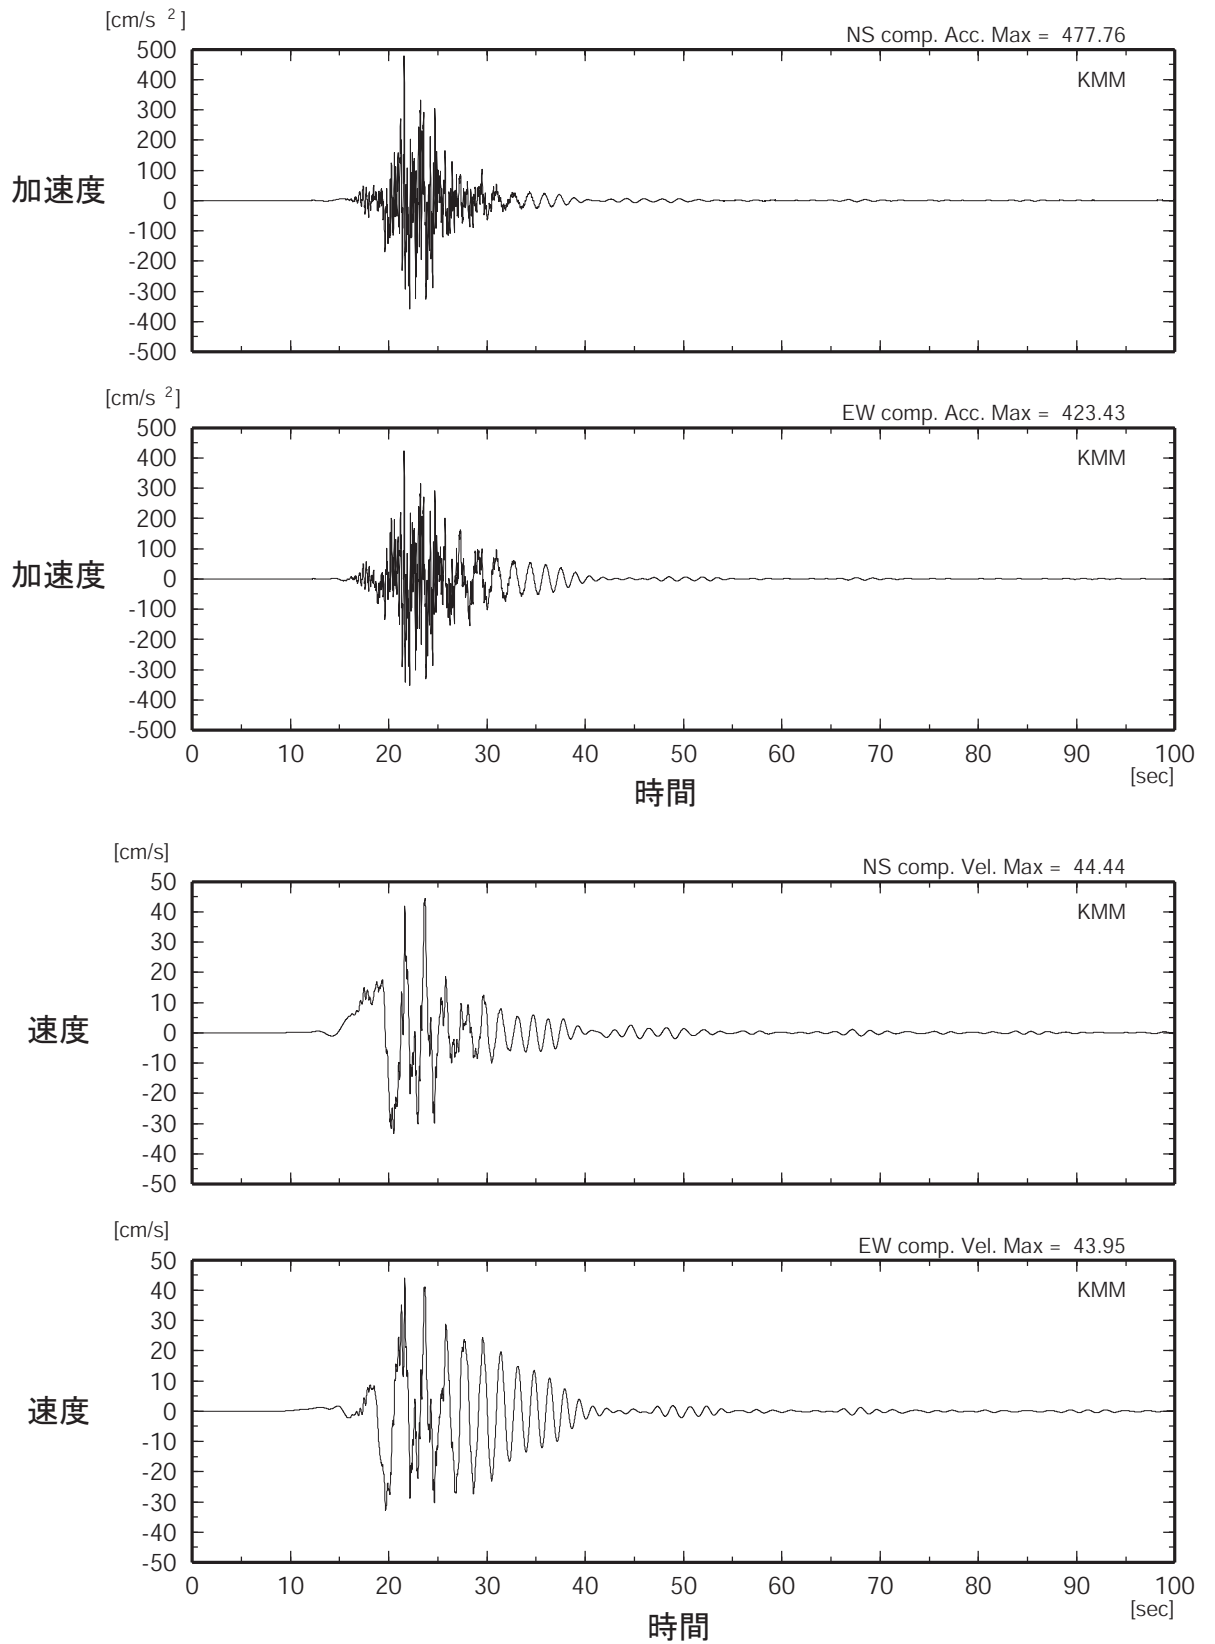 [cm/s 2]
NS comp. Acc. Max = 477.76
500
400
KMM
300
200
100
加速度
0
-100
-200
-300
-400
-500
[cm/s 2]
EW comp. Acc. Max = 423.43
500
400
KMM
300
200
100
加速度
0
-100
-200
-300
-400
-500
0 10 20 30 40 50 60 70 80 90 100
[sec]
時間
[cm/s]
NS comp. Vel. Max = 44.44
50
40
KMM
30
20
10
速度
0
-10
-20
-30
-40
-50
[cm/s]
EW comp. Vel. Max = 43.95
50
40
KMM
30
20
10
速度
0
-10
-20
-30
-40
-50
0 10 20 30 40 50 60 70 80 90 100
[sec]
時間